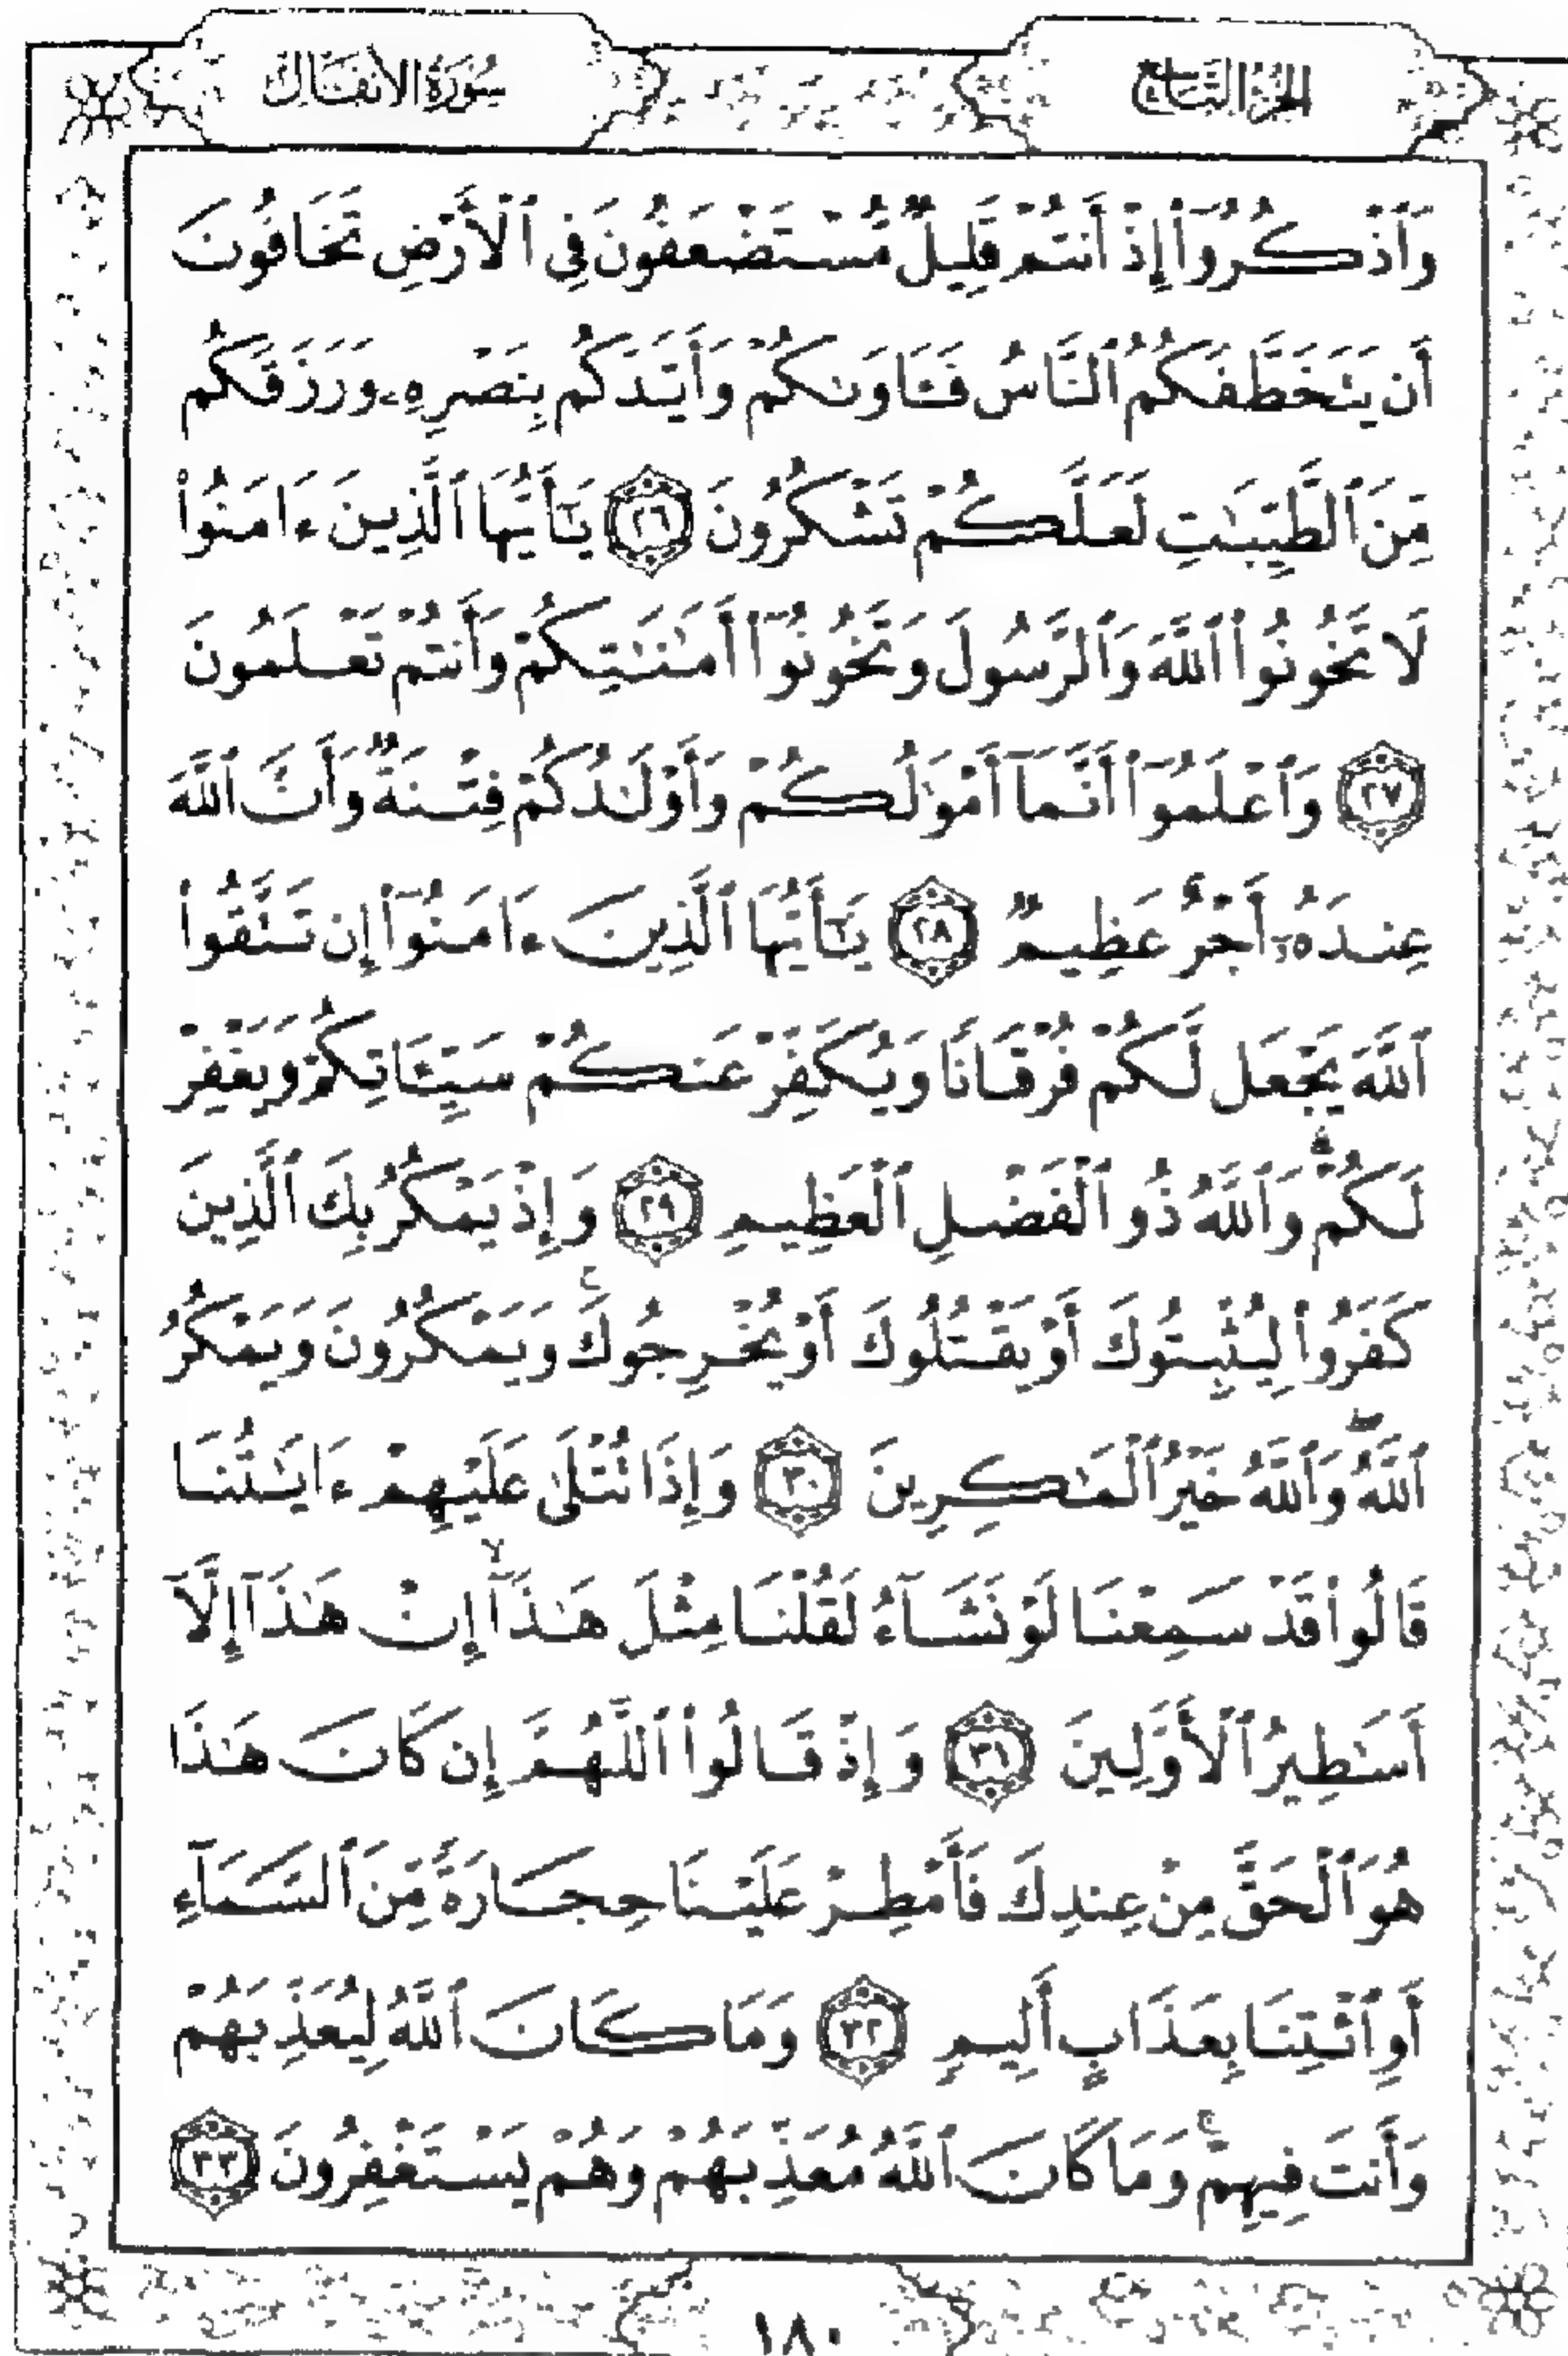 الجزء التاسع
سورة الأنفال
وَٱذْكُرُوٓا۟ إِذْ أَنتُمْ قَلِيلٌ مُّسْتَضْعَفُونَ فِى ٱلْأَرْضِ تَخَافُونَ
أَن يَتَخَطَّفَكُمُ ٱلنَّاسُ فَـَٔاوَىٰكُمْ وَأَيَّدَكُم بِنَصْرِهِۦ وَرَزَقَكُم
مِّنَ ٱلطَّيِّبَـٰتِ لَعَلَّكُمْ تَشْكُرُونَ ٢٦ يَـٰٓأَيُّهَا ٱلَّذِينَ ءَامَنُوا۟
لَا تَخُونُوا۟ ٱللَّهَ وَٱلرَّسُولَ وَتَخُونُوٓا۟ أَمَـٰنَـٰتِكُمْ وَأَنتُمْ تَعْلَمُونَ
٢٧ وَٱعْلَمُوٓا۟ أَنَّمَآ أَمْوَٰلُكُمْ وَأَوْلَـٰدُكُمْ فِتْنَةٌ وَأَنَّ ٱللَّهَ
عِندَهُۥٓ أَجْرٌ عَظِيمٌ ٢٨ يَـٰٓأَيُّهَا ٱلَّذِينَ ءَامَنُوٓا۟ إِن تَتَّقُوا۟
ٱللَّهَ يَجْعَل لَّكُمْ فُرْقَانًا وَيُكَفِّرْ عَنكُمْ سَيِّـَٔاتِكُمْ وَيَغْفِرْ
لَكُمْ ۗ وَٱللَّهُ ذُو ٱلْفَضْلِ ٱلْعَظِيمِ ٢٩ وَإِذْ يَمْكُرُ بِكَ ٱلَّذِينَ
كَفَرُوا۟ لِيُثْبِتُوكَ أَوْ يَقْتُلُوكَ أَوْ يُخْرِجُوكَ ۚ وَيَمْكُرُونَ وَيَمْكُرُ
ٱللَّهُ ۖ وَٱللَّهُ خَيْرُ ٱلْمَـٰكِرِينَ ٣٠ وَإِذَا تُتْلَىٰ عَلَيْهِمْ ءَايَـٰتُنَا
قَالُوا۟ قَدْ سَمِعْنَا لَوْ نَشَآءُ لَقُلْنَا مِثْلَ هَـٰذَآ ۙ إِنْ هَـٰذَآ إِلَّآ
أَسَـٰطِيرُ ٱلْأَوَّلِينَ ٣١ وَإِذْ قَالُوا۟ ٱللَّهُمَّ إِن كَانَ هَـٰذَا
هُوَ ٱلْحَقَّ مِنْ عِندِكَ فَأَمْطِرْ عَلَيْنَا حِجَارَةً مِّنَ ٱلسَّمَآءِ
أَوِ ٱئْتِنَا بِعَذَابٍ أَلِيمٍ ٣٢ وَمَا كَانَ ٱللَّهُ لِيُعَذِّبَهُمْ
وَأَنتَ فِيهِمْ ۚ وَمَا كَانَ ٱللَّهُ مُعَذِّبَهُمْ وَهُمْ يَسْتَغْفِرُونَ ٣٣
١٨٠